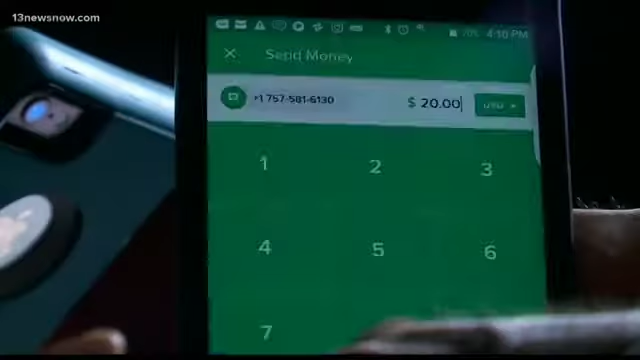 13newsnow.com
70% 4:10 PM
× Send Money
+1 757-581-6130 $ 20.00 USD
1 2 3
4 5 6
7